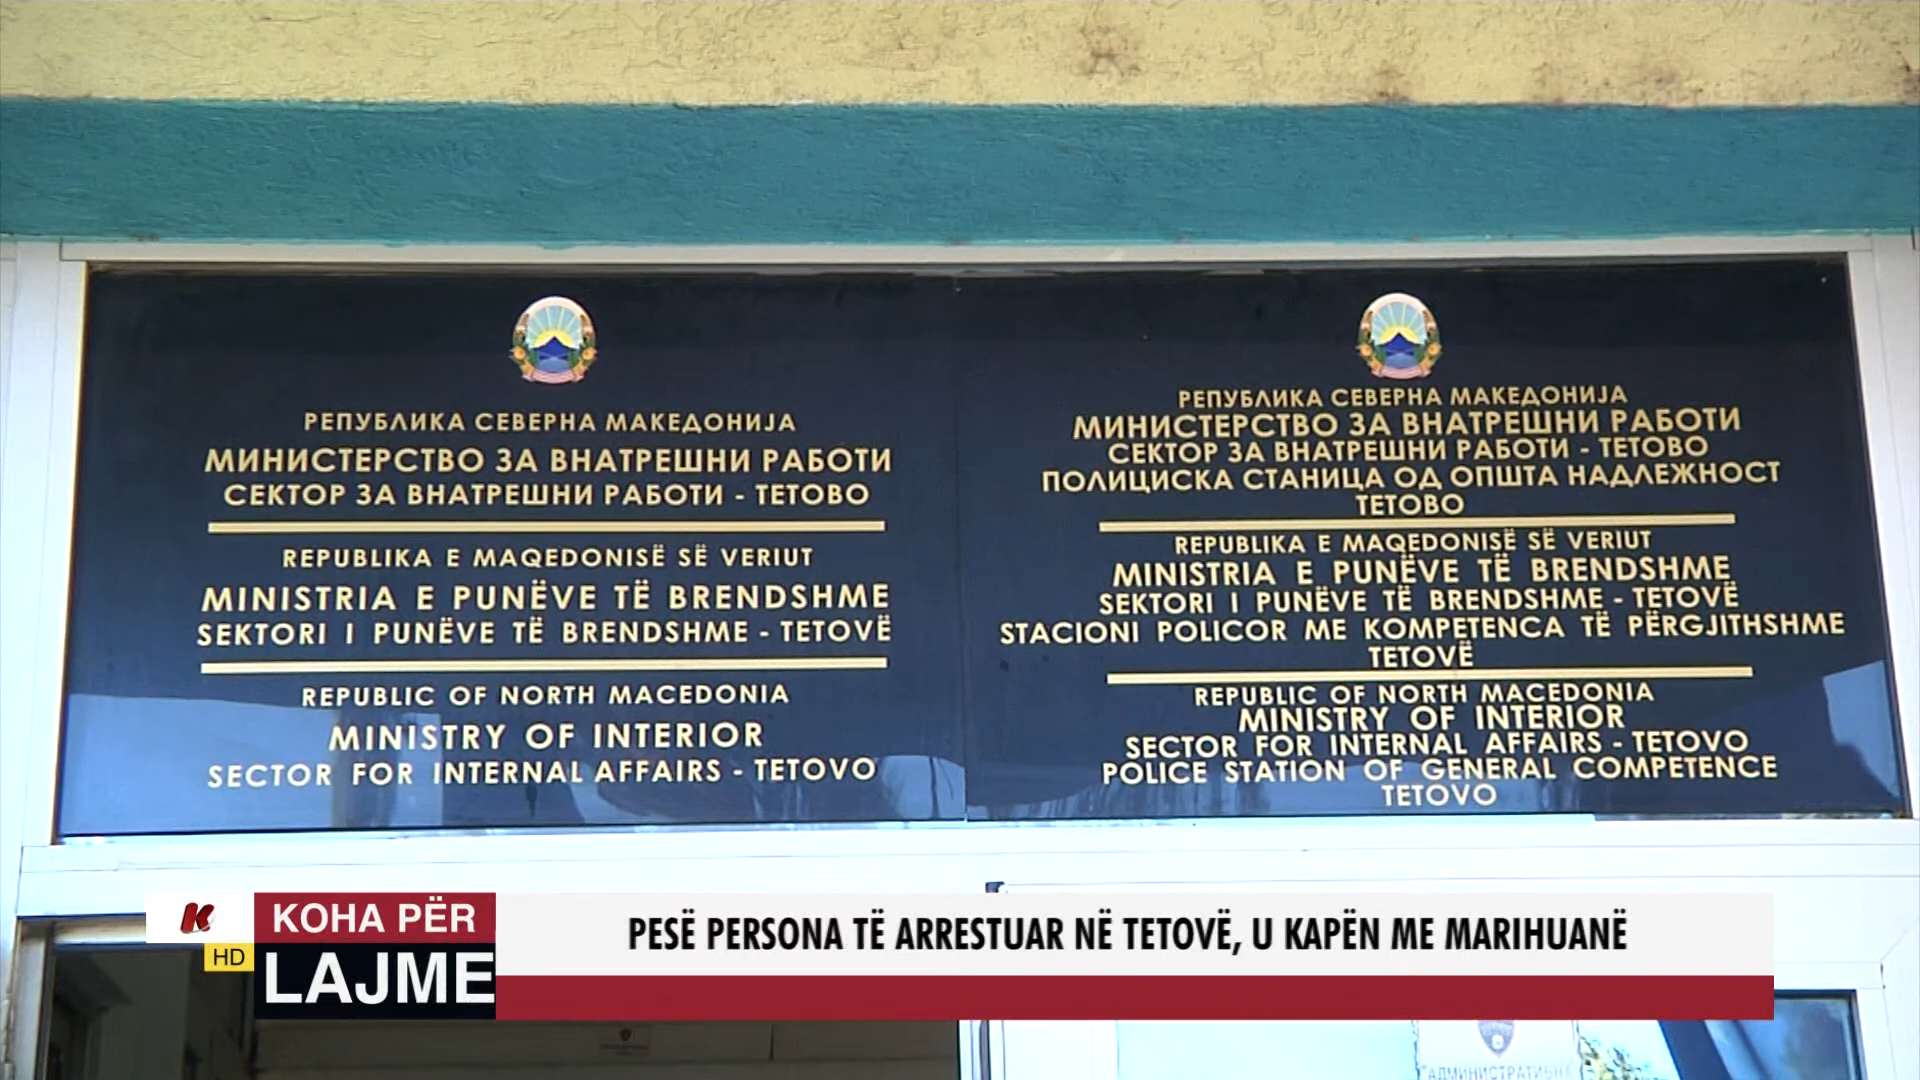 РЕПУБЛИКА СЕВЕРНА МАКЕДОНИЈА
МИНИСТЕРСТВО ЗА ВНАТРЕШНИ РАБОТИ
СЕКТОР ЗА ВНАТРЕШНИ РАБОТИ - ТЕТОВО
REPUBLIKA E MAQEDONISË SË VERIUT
MINISTRIA E PUNËVE TË BRENDSHME
SEKTORI I PUNËVE TË BRENDSHME - TETOVË
REPUBLIC OF NORTH MACEDONIA
MINISTRY OF INTERIOR
SECTOR FOR INTERNAL AFFAIRS - TETOVO
РЕПУБЛИКА СЕВЕРНА МАКЕДОНИЈА
МИНИСТЕРСТВО ЗА ВНАТРЕШНИ РАБОТИ
СЕКТОР ЗА ВНАТРЕШНИ РАБОТИ - ТЕТОВО
ПОЛИЦИСКА СТАНИЦА ОД ОПШТА НАДЛЕЖНОСТ
ТЕТОВО
REPUBLIKA E MAQEDONISË SË VERIUT
MINISTRIA E PUNËVE TË BRENDSHME
SEKTORI I PUNËVE TË BRENDSHME - TETOVË
STACIONI POLICOR ME KOMPETENCA TË PËRGJITHSHME
TETOVË
REPUBLIC OF NORTH MACEDONIA
MINISTRY OF INTERIOR
SECTOR FOR INTERNAL AFFAIRS - TETOVO
POLICE STATION OF GENERAL COMPETENCE
TETOVO
K
HD
KOHA PËR
LAJME
PESË PERSONA TË ARRESTUAR NË TETOVË, U KAPËN ME MARIHUANË
АДМИНИСТРАТИВНА